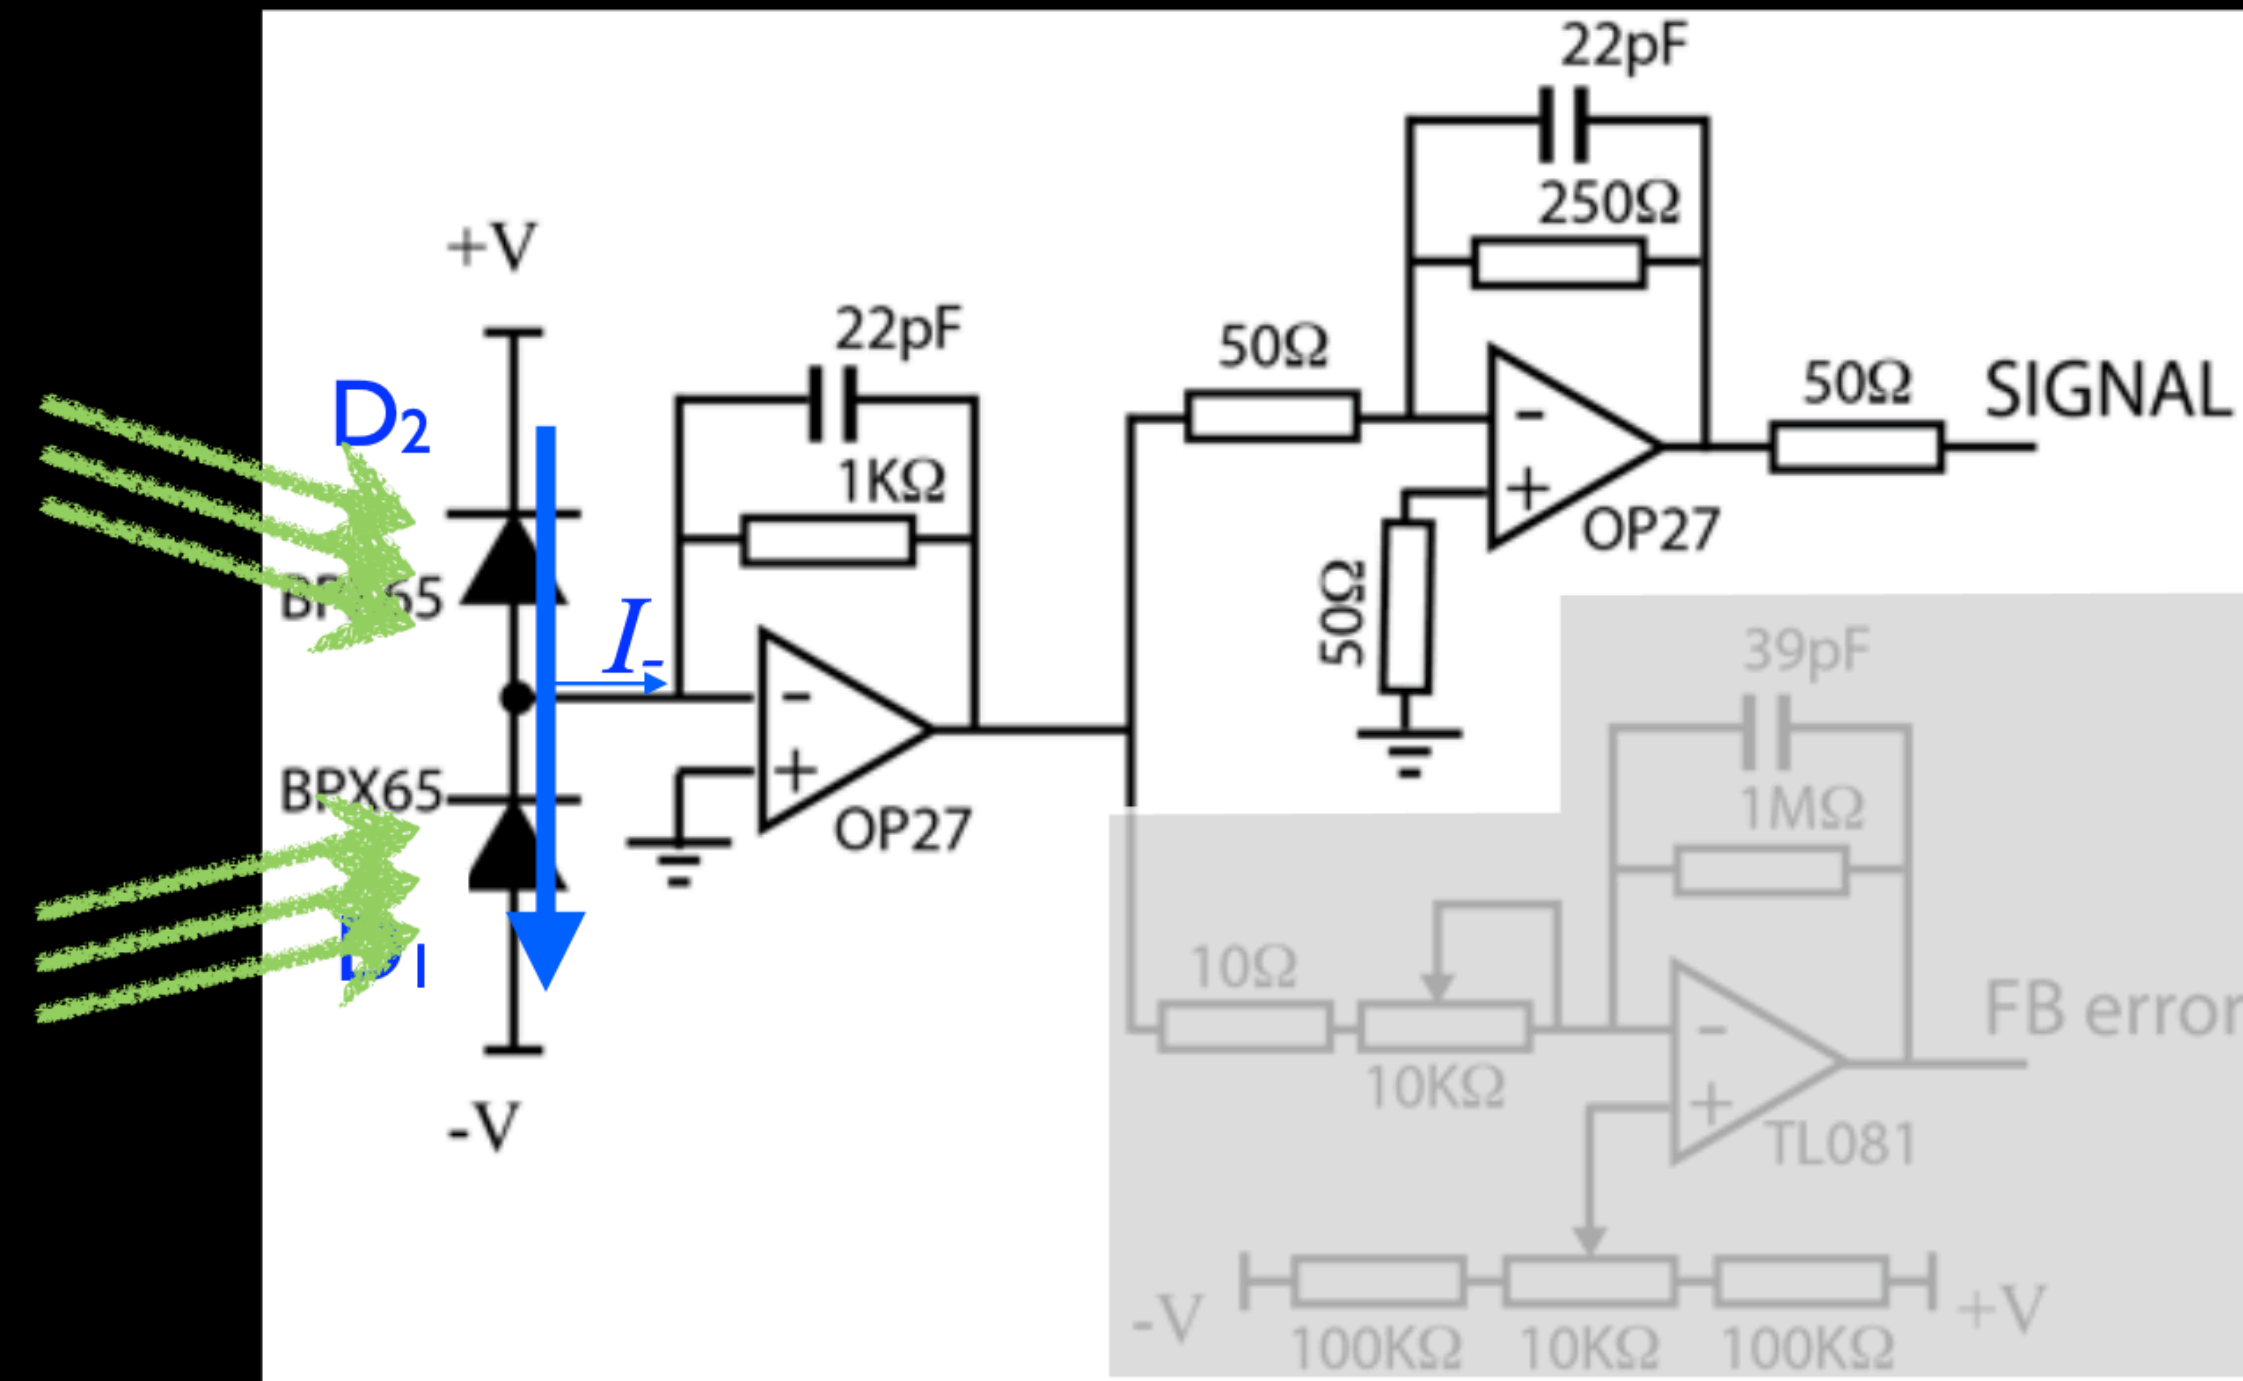 22pF
250Ω
+V
22pF
50Ω
50Ω
SIGNAL
D2
1KΩ
-
+
OP27
50Ω
I-
-
+
OP27
BPX65
39pF
1MΩ
D1
10Ω
10KΩ
-
+
TL081
FB error
-V
-V
100KΩ
10KΩ
100KΩ
+V